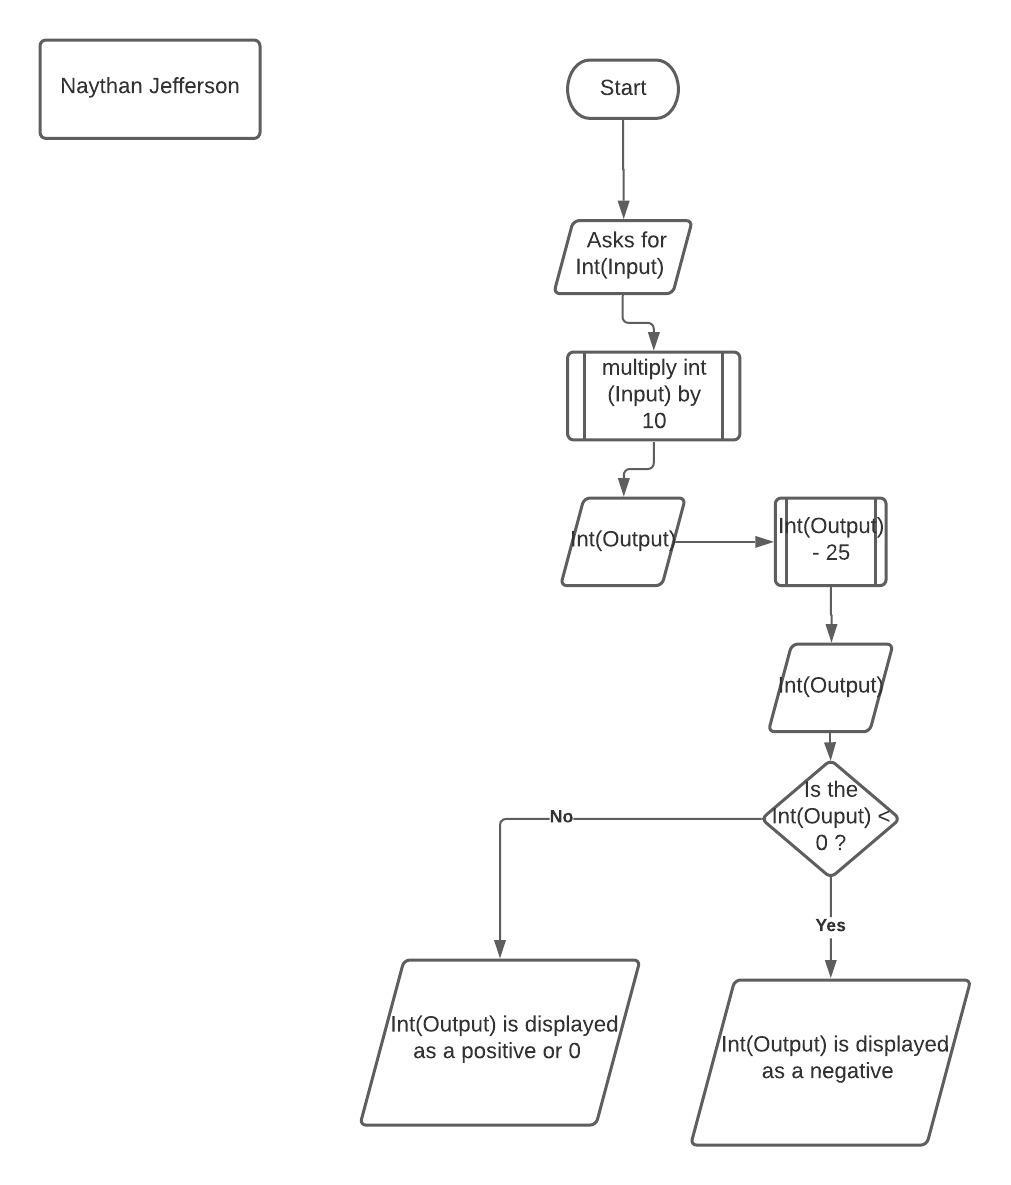 Naythan Jefferson
Start
Asks for
Int(Input)
multiply int
(Input) by
10
Int(Output)
Int(Output)
- 25
Int(Output)
Is the
Int(Ouput) <
0 ?
No
Yes
Int(Output) is displayed
as a positive or 0
Int(Output) is displayed
as a negative